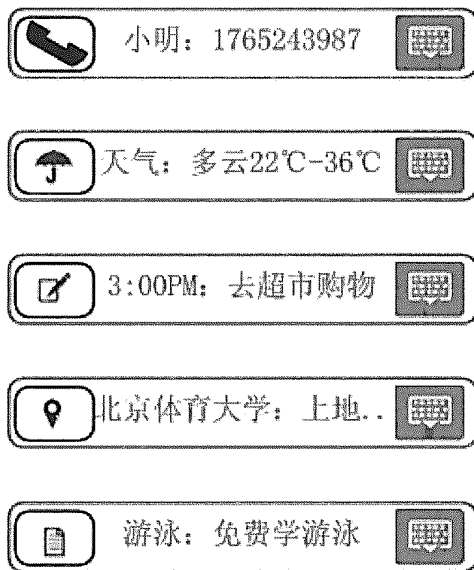 小明：1765243987
天气：多云22℃-36℃
3:00PM：去超市购物
北京体育大学：上地..
游泳：免费学游泳